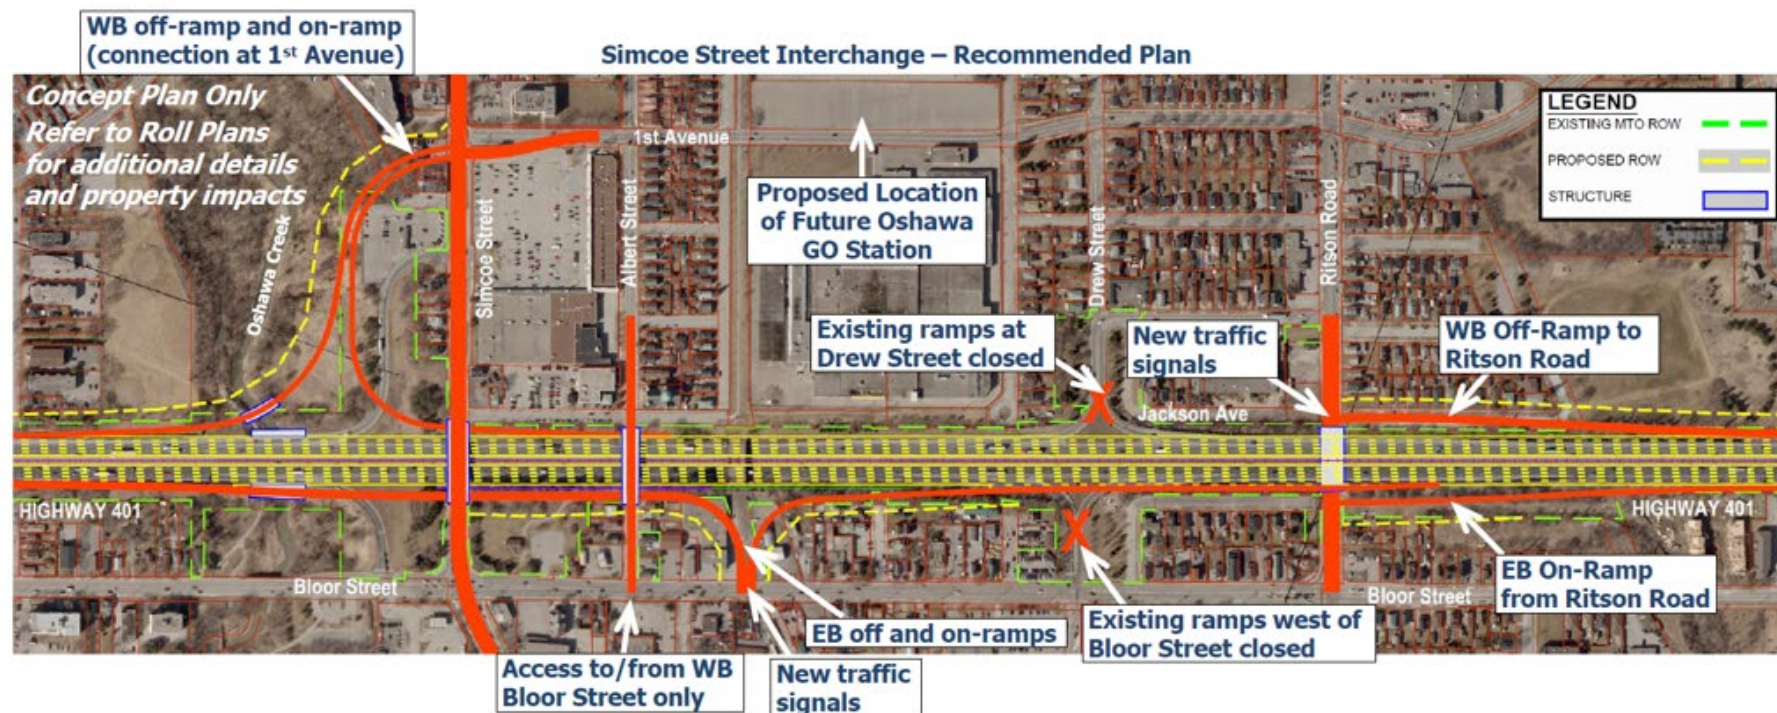 WB off-ramp and on-ramp
(connection at 1st Avenue)
Simcoe Street Interchange – Recommended Plan
Concept Plan Only
Refer to Roll Plans
for additional details
and property impacts
LEGEND
EXISTING MTO ROW
PROPOSED ROW
STRUCTURE
1st Avenue
Proposed Location
of Future Oshawa
GO Station
Oshawa Creek
Simcoe Street
Albert Street
Drew Street
Ritson Road
Existing ramps at
Drew Street closed
New traffic
signals
WB Off-Ramp to
Ritson Road
Jackson Ave
HIGHWAY 401
HIGHWAY 401
Bloor Street
EB off and on-ramps
Existing ramps west of
Bloor Street closed
Bloor Street
EB On-Ramp
from Ritson Road
Access to/from WB
Bloor Street only
New traffic
signals